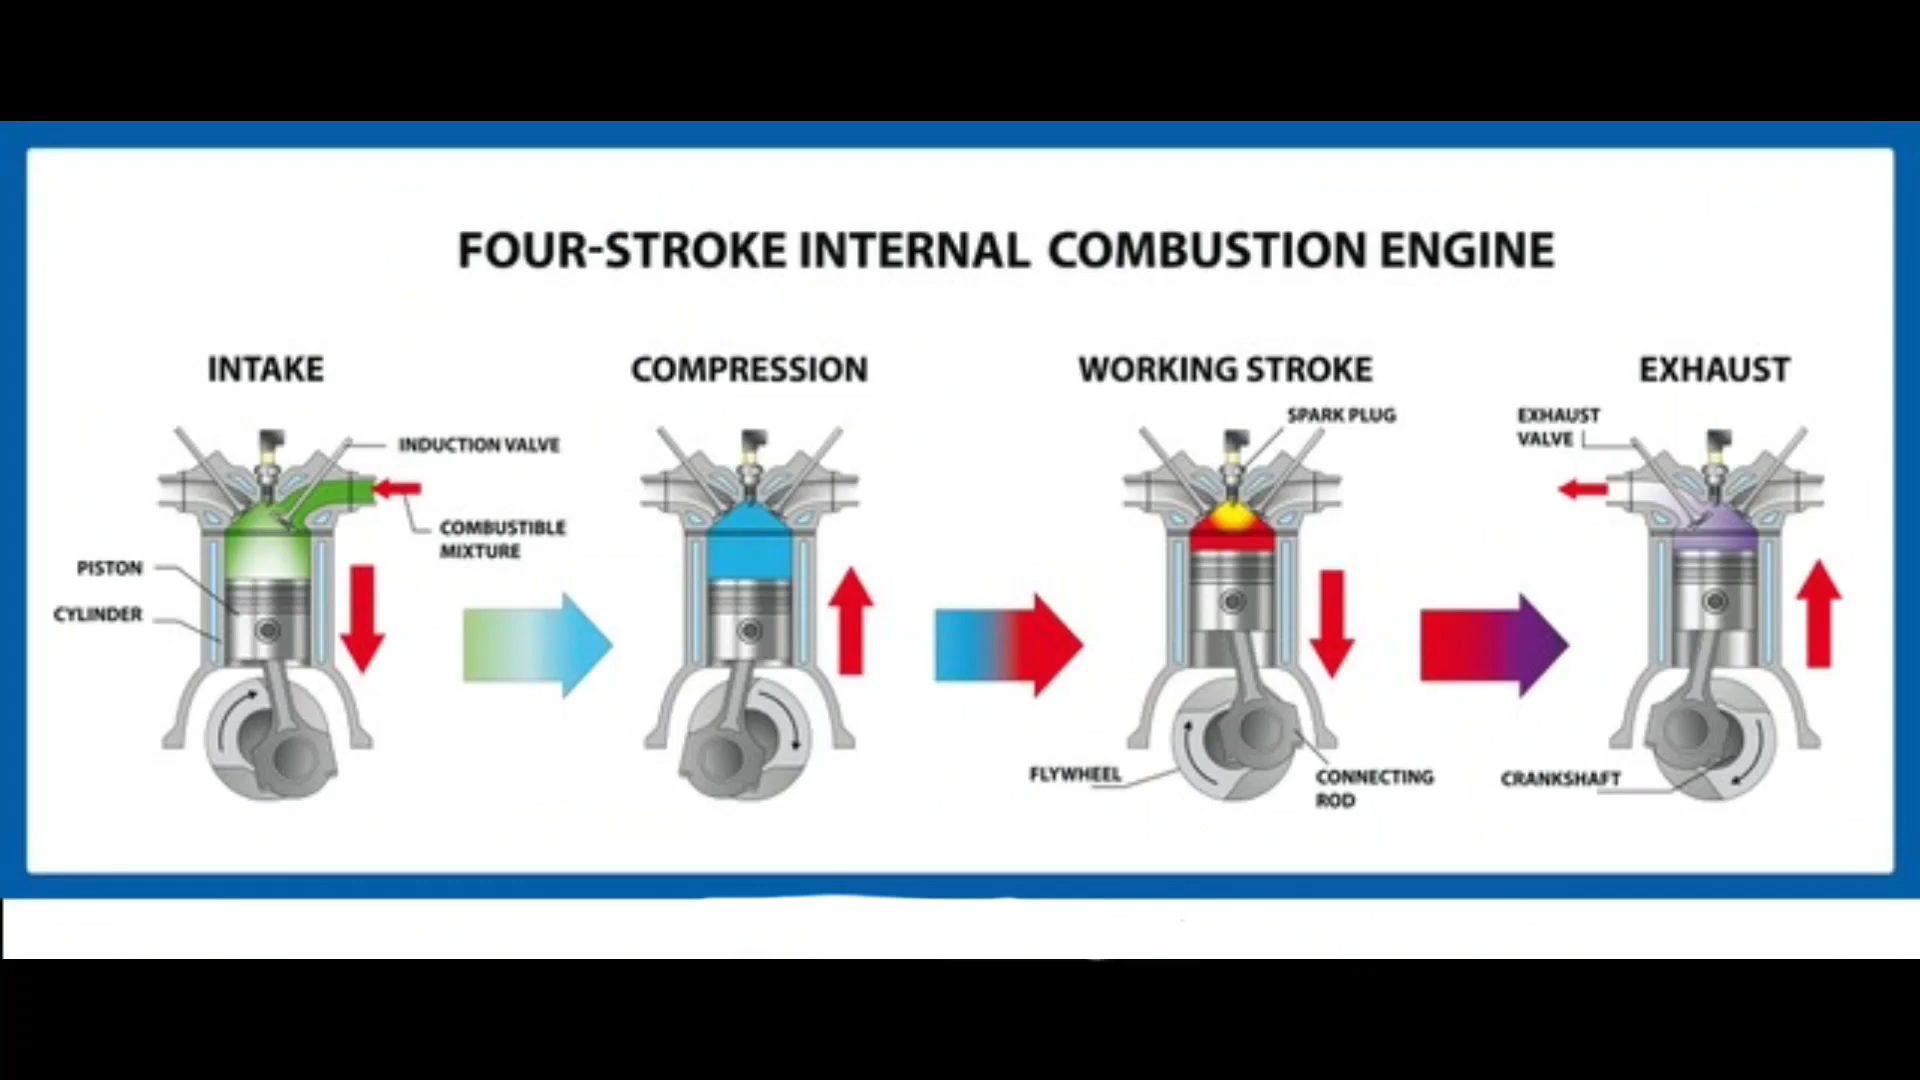 FOUR-STROKE INTERNAL COMBUSTION ENGINE
INTAKE
COMPRESSION
WORKING STROKE
EXHAUST
INDUCTION VALVE
COMBUSTIBLE
MIXTURE
PISTON
CYLINDER
SPARK PLUG
FLYWHEEL
CONNECTING
ROD
EXHAUST
VALVE
CRANKSHAFT